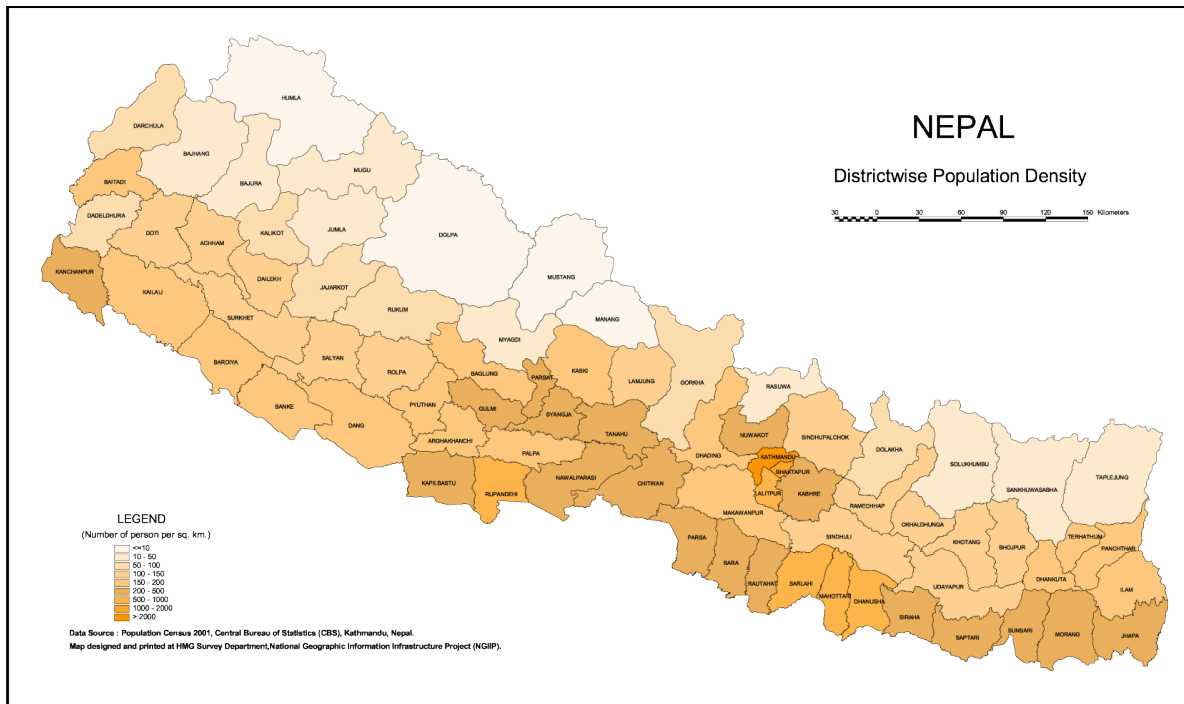 NEPAL
Districtwise Population Density
30 0 30 60 90 120 150 Kilometers
HUMLA
DARCHULA
BAJHANG
MUGU
BAITADI
BAJURA
DADELDHURA
DOTI
ACHHAM
KALIKOT
JUMLA
DOLPA
KANCHANPUR
KAILALI
DAILEKH
JAJARKOT
MUSTANG
RUKUM
SURKHET
MANANG
MYAGDI
BARDIYA
SALYAN
ROLPA
BAGLUNG
PARBAT
KASKI
LAMJUNG
GORKHA
RASUWA
BANKE
PYUTHAN
GULMI
SYANGJA
DANG
TANAHU
NUWAKOT
SINDHUPALCHOK
ARGHAKHANCHI
PALPA
DHADING
KATHMANDU
DOLAKHA
BHAKTAPUR
SOLUKHUMBU
TAPLEJUNG
KAPILBASTU
RUPANDEHI
NAWALPARASI
CHITWAN
LALITPUR
KABHRE
SANKHUWASABHA
RAMECHHAP
MAKAWANPUR
OKHALDHUNGA
PARSA
SINDHULI
KHOTANG
BHOJPUR
TERHATHUM
PANCHTHAR
BARA
RAUTAHAT
SARLAHI
MAHOTTARI
DHANUSHA
UDAYAPUR
DHANKUTA
ILAM
SIRAHA
SAPTARI
SUNSARI
MORANG
JHAPA
LEGEND
(Number of person per sq. km.)
<=10
10 - 50
50 - 100
100 - 150
150 - 200
200 - 500
500 - 1000
1000 - 2000
> 2000
Data Source : Population Census 2001, Central Bureau of Statistics (CBS), Kathmandu, Nepal.
Map designed and printed at HMG Survey Department,National Geographic Information Infrastructure Project (NGIIP).